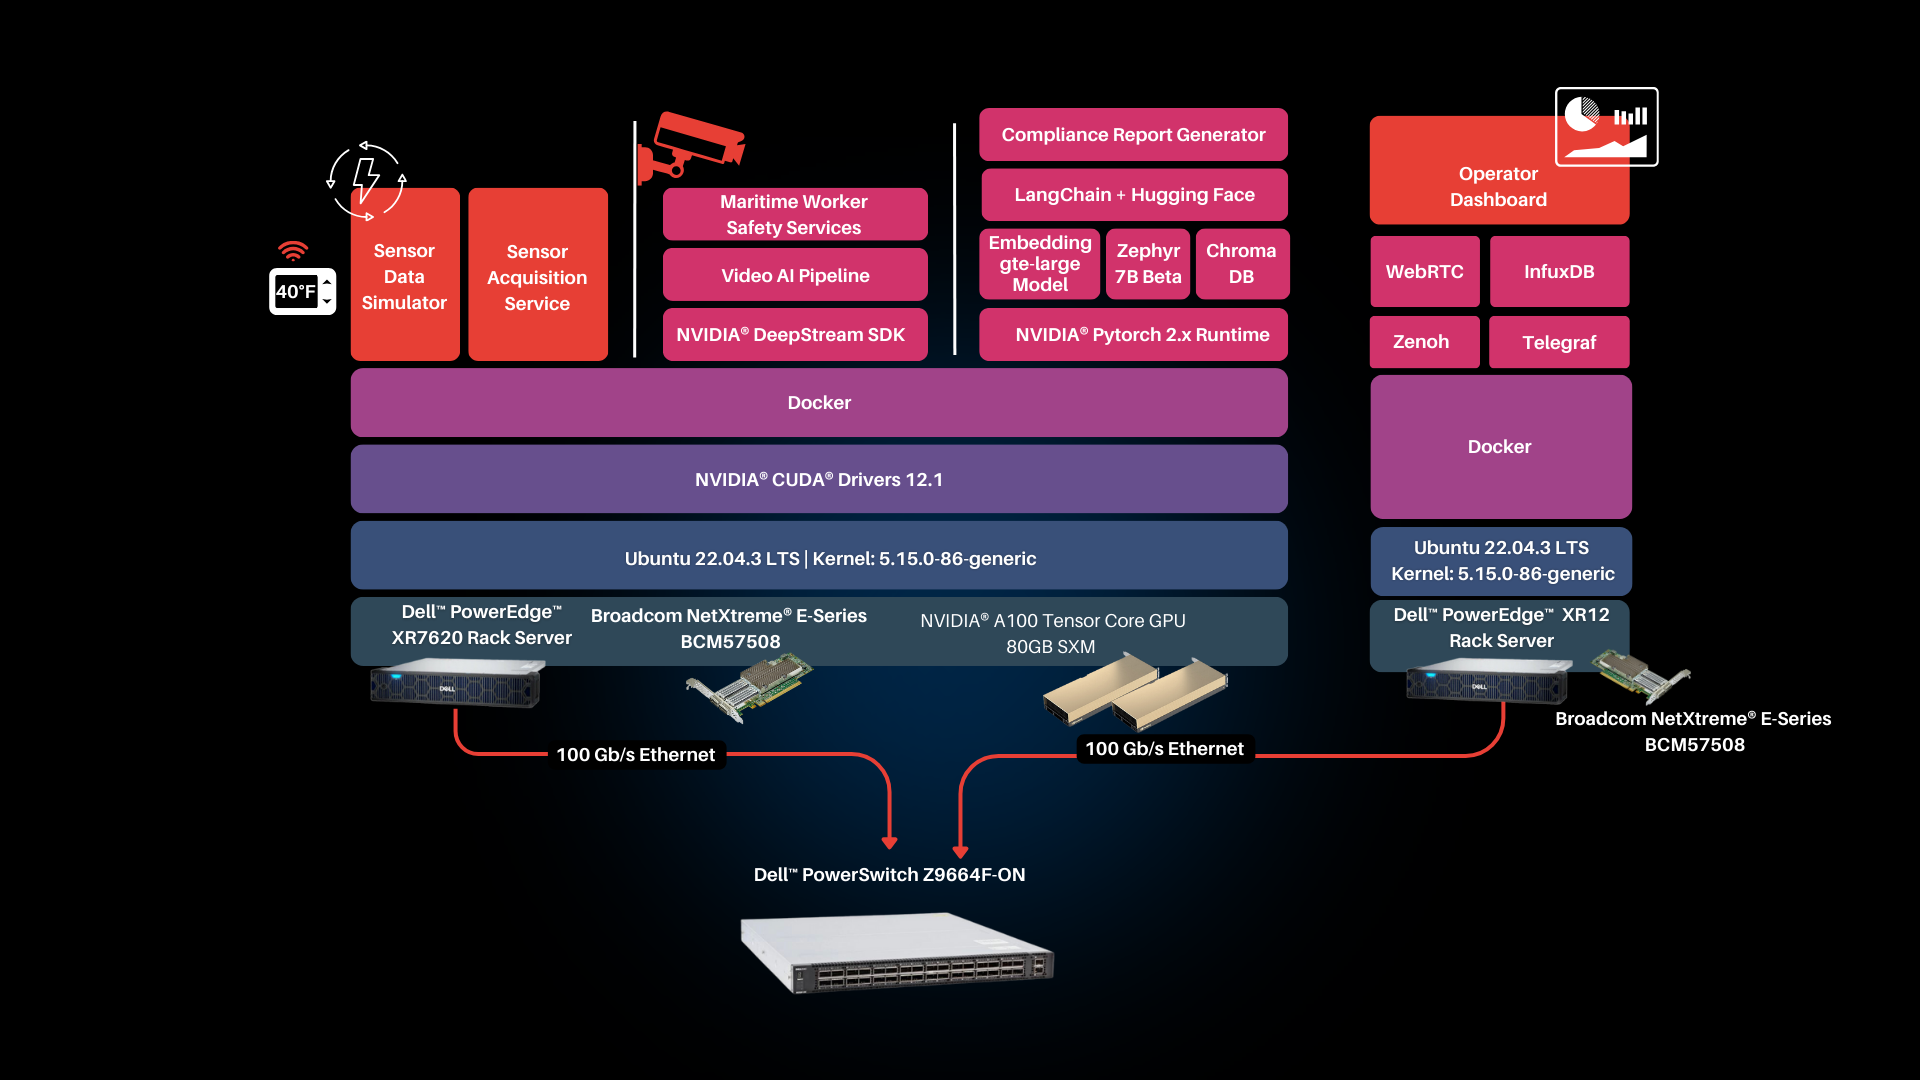 Compliance Report Generator
LangChain + Hugging Face
Embedding
gte-large
Model
Zephyr
7B Beta
Chroma
DB
NVIDIA® Pytorch 2.x Runtime
Maritime Worker
Safety Services
Video AI Pipeline
NVIDIA® DeepStream SDK
40°F
Sensor
Data
Simulator
Sensor
Acquisition
Service
Docker
NVIDIA® CUDA® Drivers 12.1
Ubuntu 22.04.3 LTS | Kernel: 5.15.0-86-generic
Dell™ PowerEdge™
XR7620 Rack Server
Broadcom NetXtreme® E-Series
BCM57508
NVIDIA® A100 Tensor Core GPU
80GB SXM
DELL
Operator
Dashboard
WebRTC
InfuxDB
Zenoh
Telegraf
Docker
Ubuntu 22.04.3 LTS
Kernel: 5.15.0-86-generic
Dell™ PowerEdge™ XR12
Rack Server
DELL
Broadcom NetXtreme® E-Series
BCM57508
100 Gb/s Ethernet
100 Gb/s Ethernet
Dell™ PowerSwitch Z9664F-ON